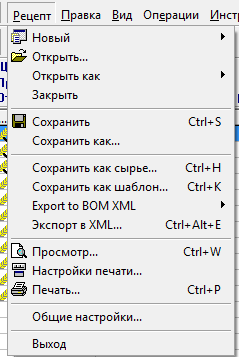 Рецепт Правка Вид Операции
Новый
Открыть...
Открыть как
Закрыть
Сохранить Ctrl+S
Сохранить как...
Сохранить как сырье... Ctrl+H
Сохранить как шаблон... Ctrl+K
Export to BOM XML
Экспорт в XML... Ctrl+Alt+E
Просмотр... Ctrl+W
Настройки печати...
Печать... Ctrl+P
Общие настройки...
Выход